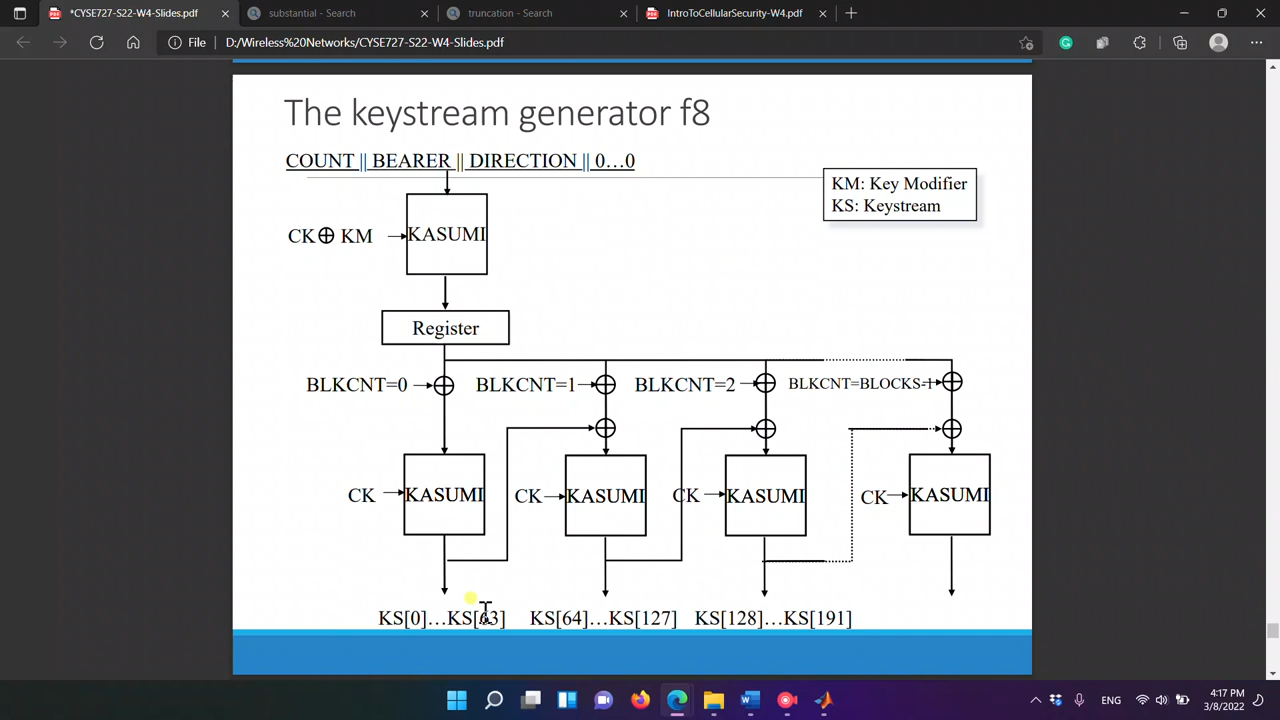 *CYSE727-S22-W4-Slides.pdf
substantial - Search
truncation - Search
IntroToCellularSecurity-W4.pdf
File
D:/Wireless%20Networks/CYSE727-S22-W4-Slides.pdf
The keystream generator f8
COUNT || BEARER || DIRECTION || 0…0
KM: Key Modifier
KS: Keystream
CK⊕ KM
KASUMI
Register
BLKCNT=0
BLKCNT=1
BLKCNT=2
BLKCNT=BLOCKS-1
CK
KASUMI
CK
KASUMI
CK
KASUMI
CK
KASUMI
KS[0]…KS[63]
KS[64]…KS[127]
KS[128]…KS[191]
ENG
4:17 PM
3/8/2022